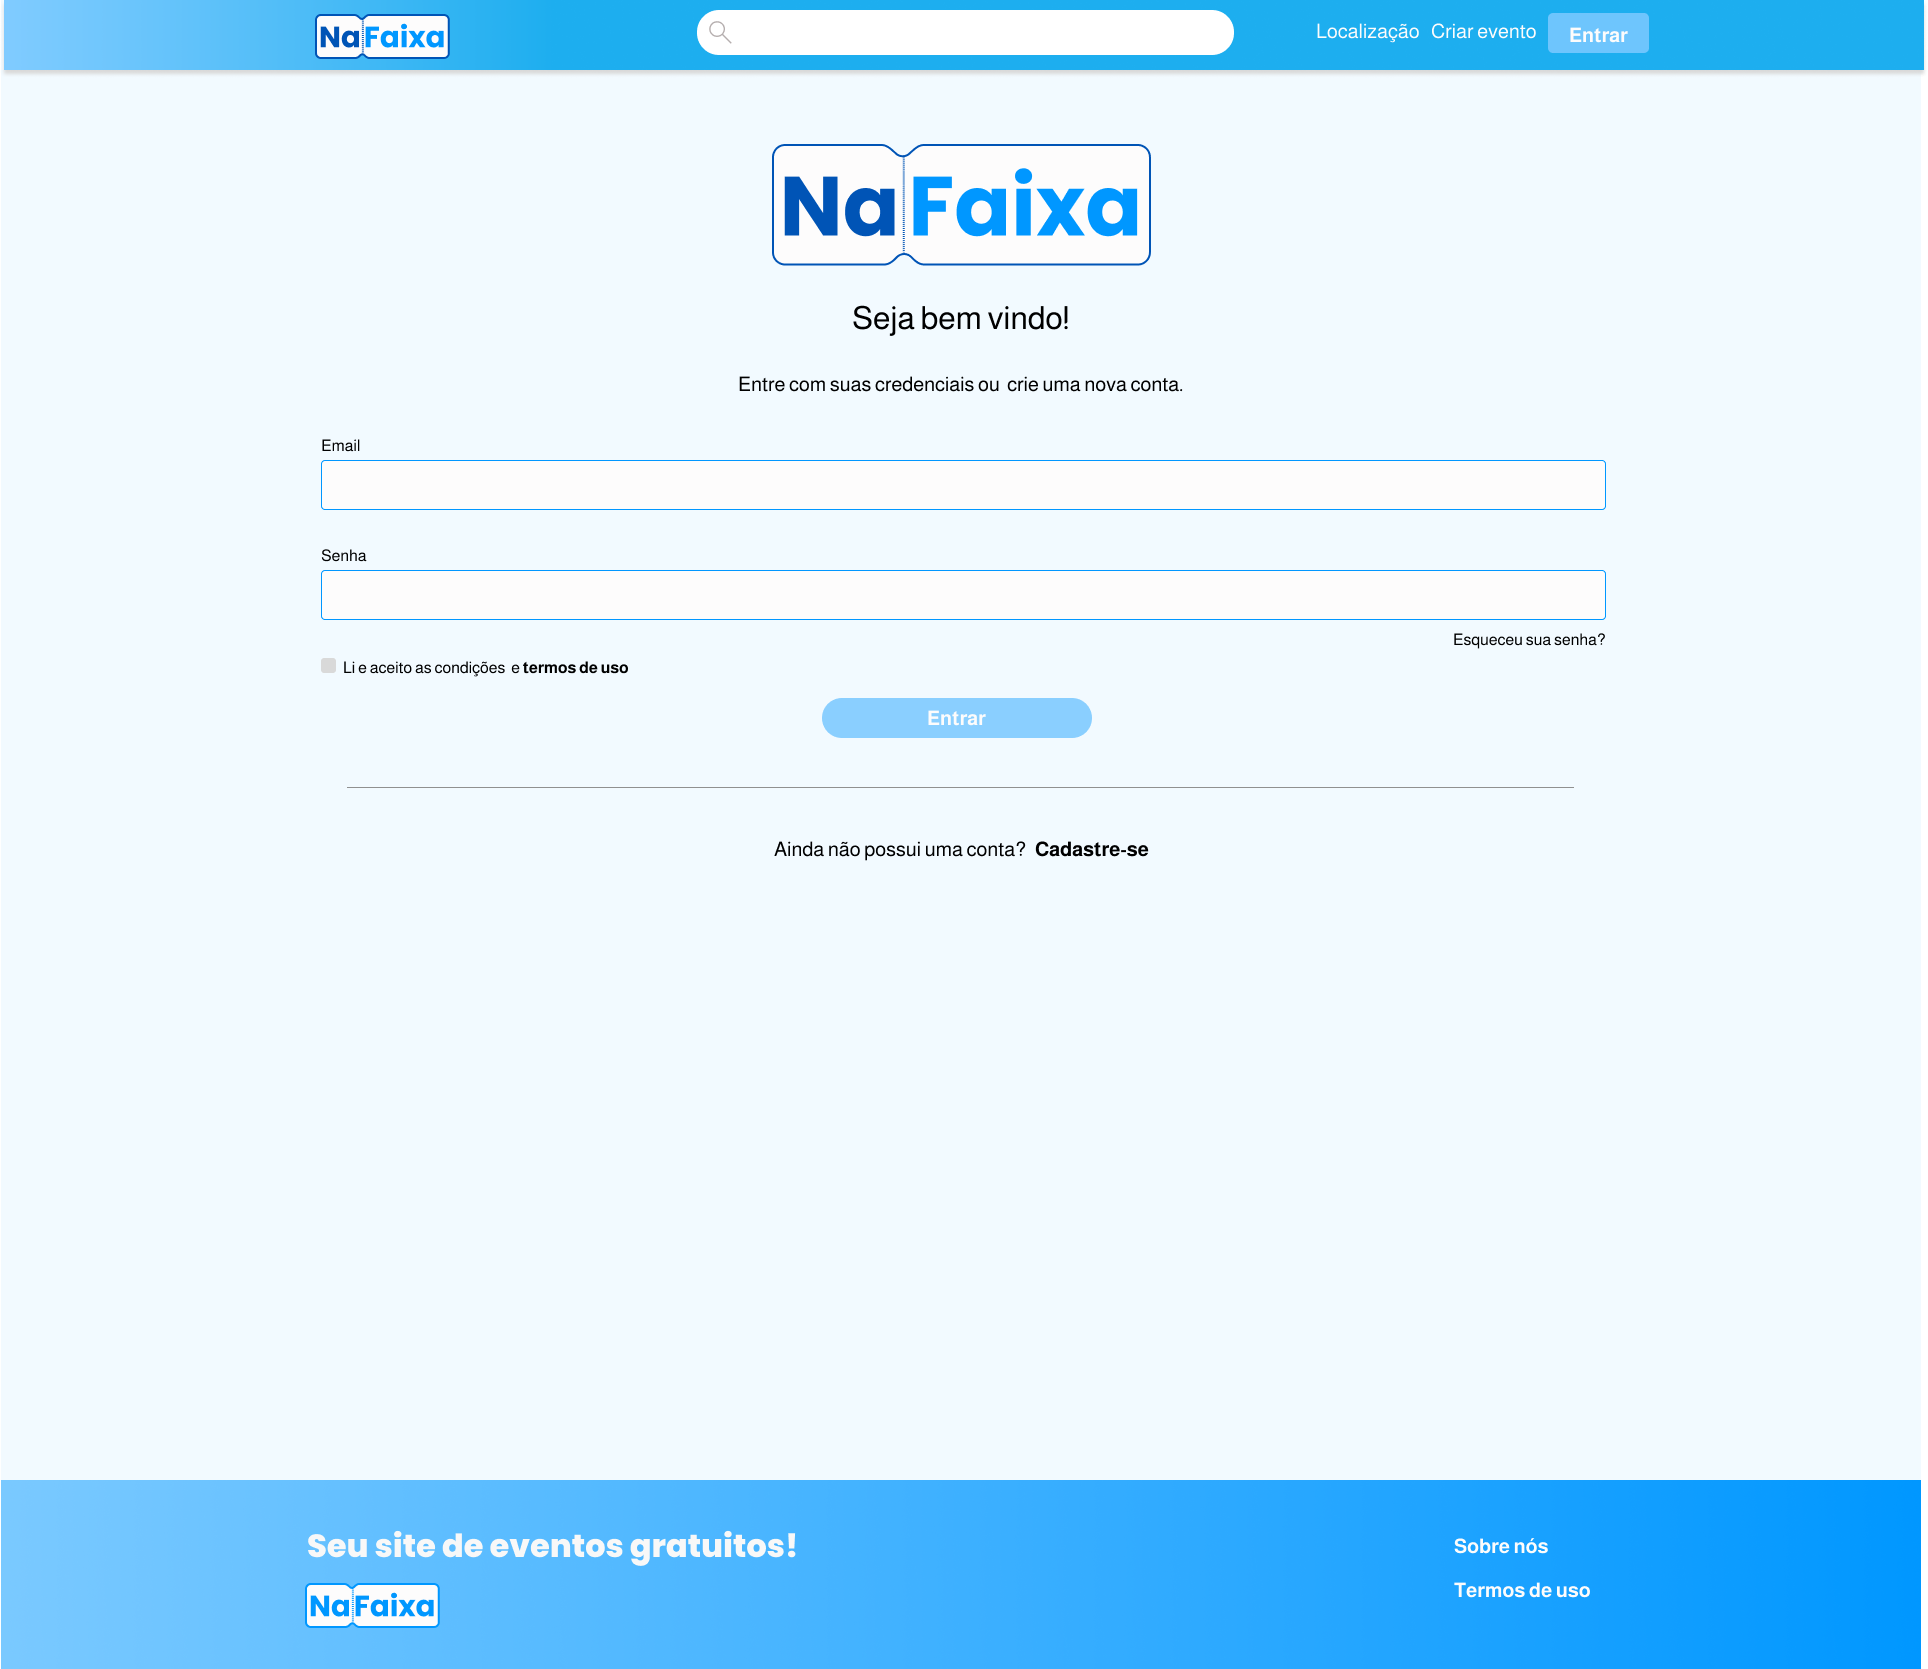 NaFaixa
Localização Criar evento Entrar
NaFaixa
Seja bem vindo!
Entre com suas credenciais ou crie uma nova conta.
Email
Senha
Esqueceu sua senha?
Li e aceito as condições e termos de uso
Entrar
Ainda não possui uma conta? Cadastre-se
Seu site de eventos gratuitos!
Sobre nós
Termos de uso
NaFaixa